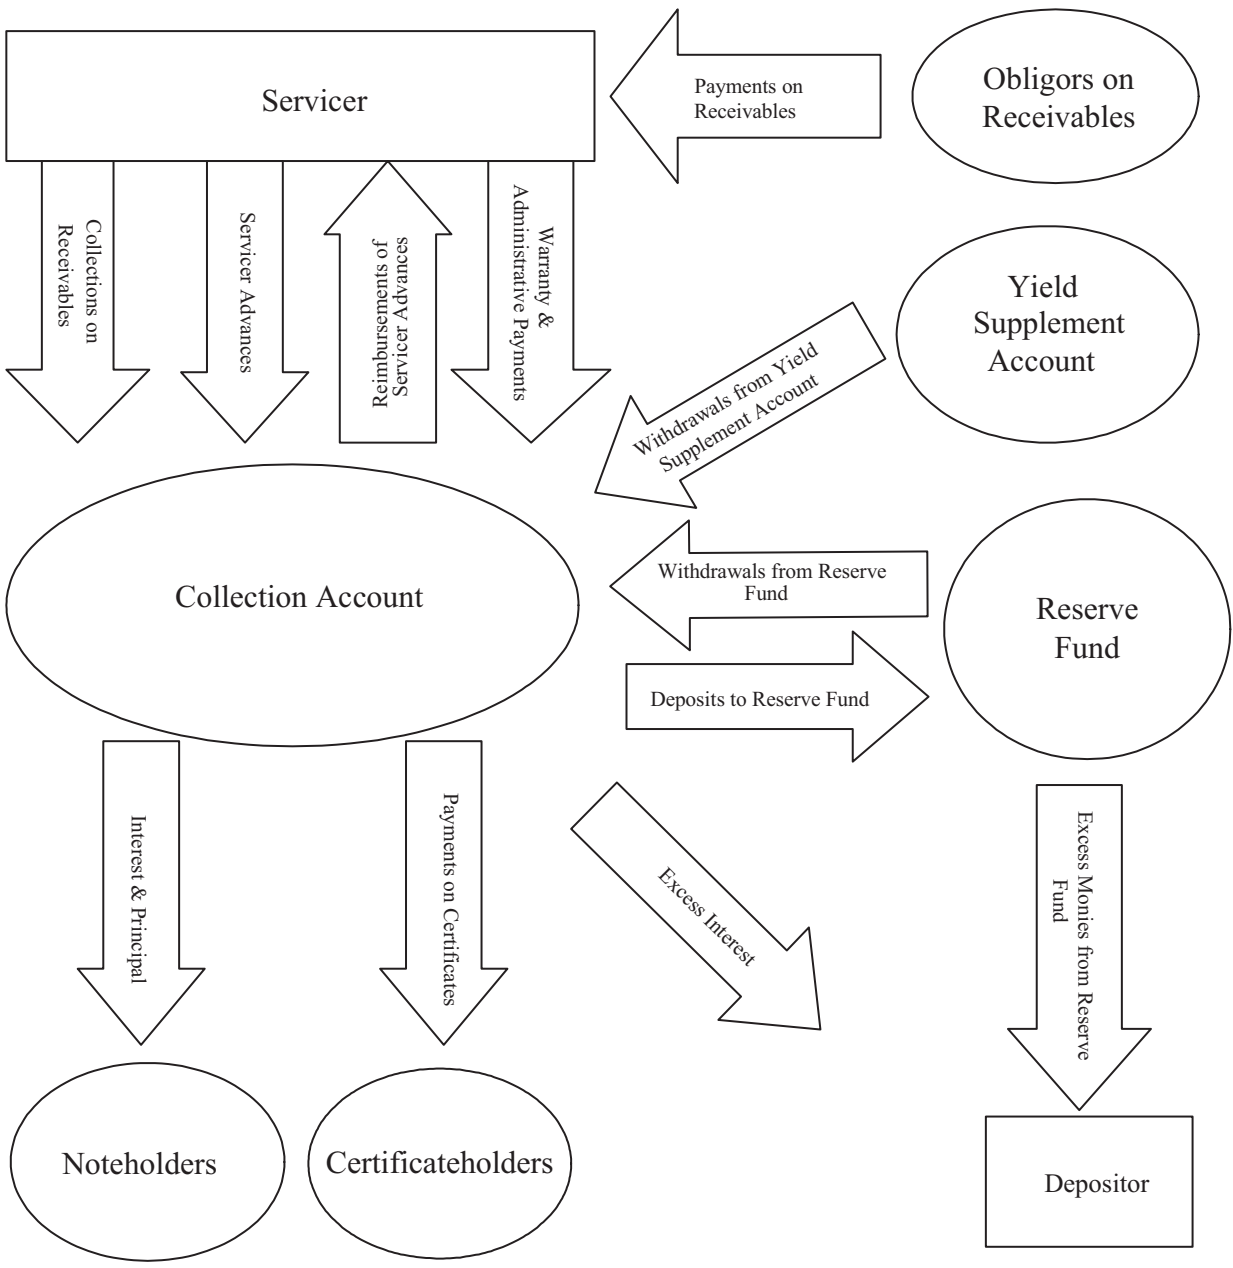 Servicer
Payments on
Receivables
Obligors on
Receivables
Collections on
Receivables
Servicer Advances
Reimbursements of
Servicer Advances
Warranty &
Administrative Payments
Yield
Supplement
Account
Withdrawals from Yield
Supplement Account
Collection Account
Withdrawals from Reserve
Fund
Reserve
Fund
Deposits to Reserve Fund
Interest & Principal
Payments on Certificates
Excess Interest
Excess Monies from Reserve
Fund
Noteholders
Certificateholders
Depositor